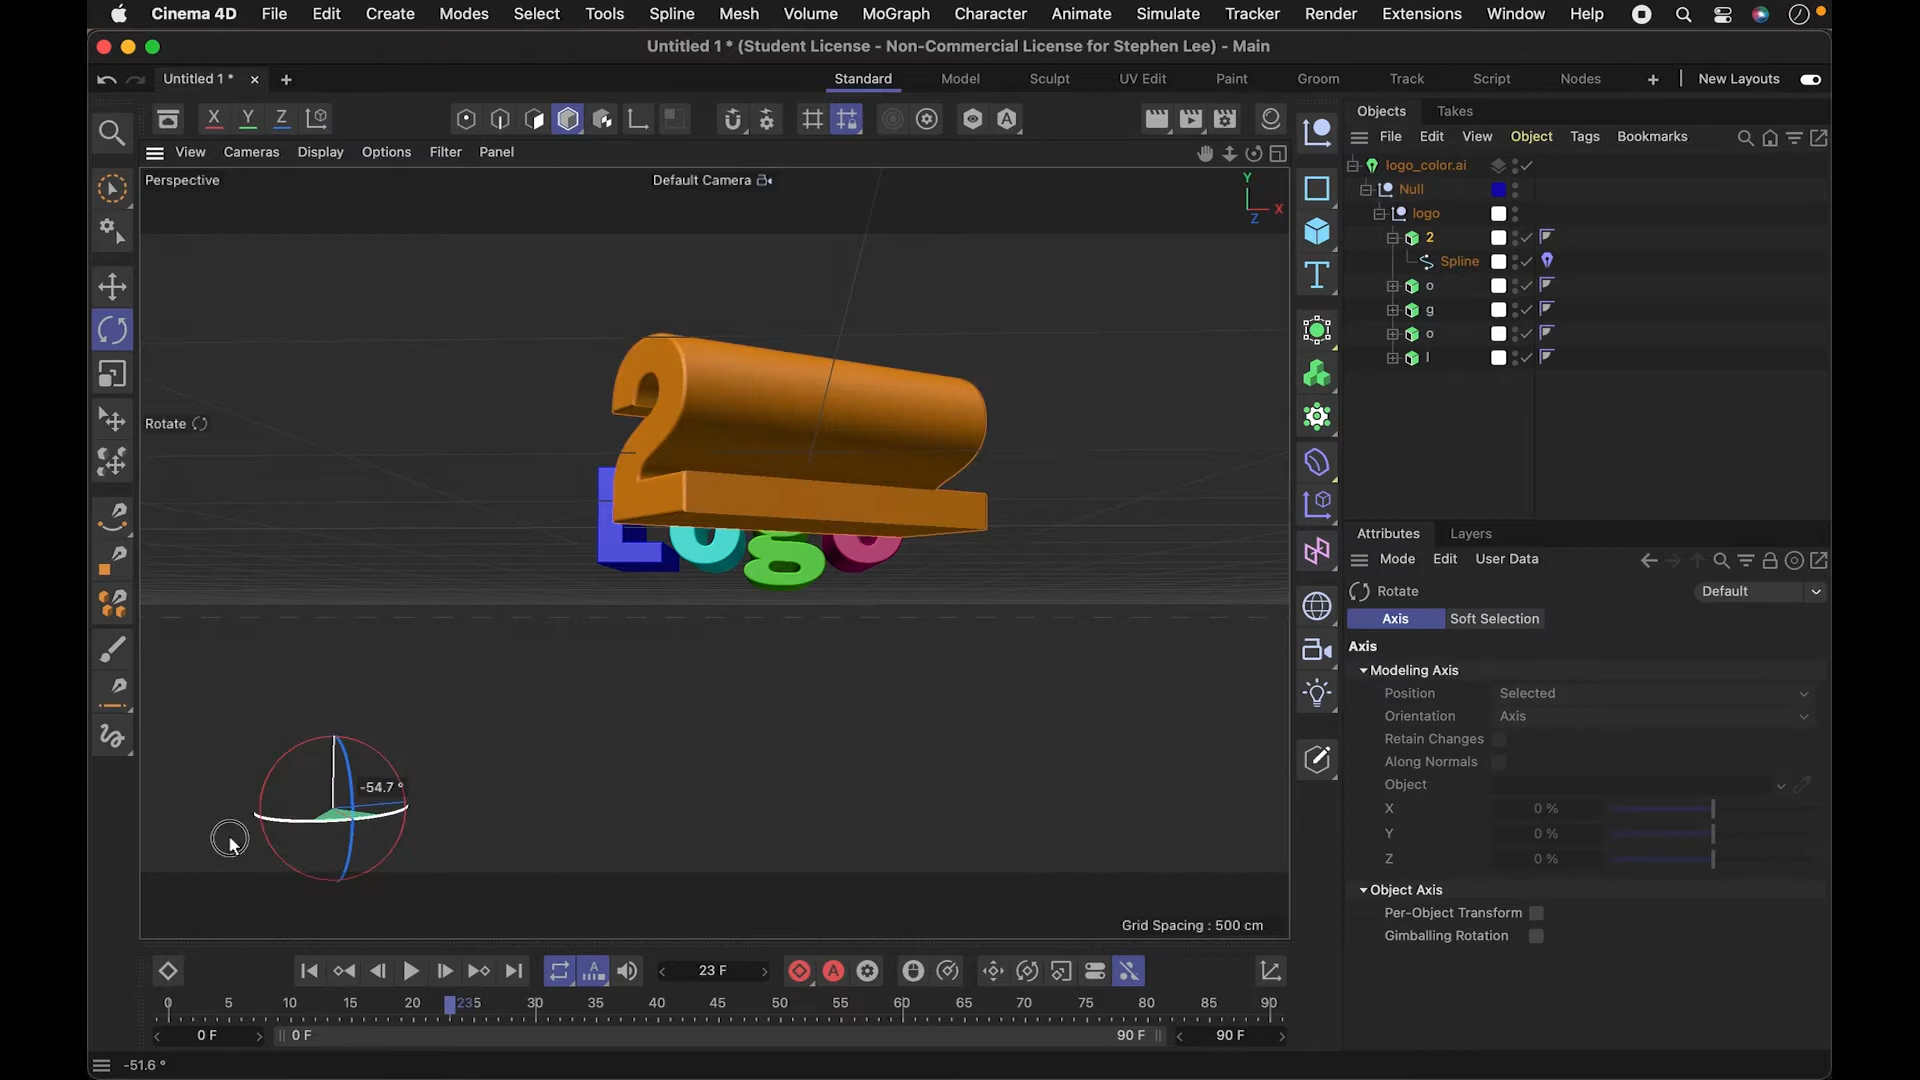 Cinema 4D File Edit Create Modes Select Tools Spline Mesh Volume MoGraph Character Animate Simulate Tracker Render Extensions Window Help
Untitled 1 * (Student License - Non-Commercial License for Stephen Lee) - Main
Untitled 1 * Standard Model Sculpt UV Edit Paint Groom Track Script Nodes New Layouts
X Y Z
Objects Takes
File Edit View Object Tags Bookmarks
View Cameras Display Options Filter Panel
Perspective
Default Camera
Y
X
Z
logo_color.ai
Null
logo
2
Spline
o
g
o
l
Rotate
2
Logo
-54.7 °
Grid Spacing : 500 cm
Attributes Layers
Mode Edit User Data
Rotate Default
Axis Soft Selection
Axis
Modeling Axis
Position Selected
Orientation Axis
Retain Changes
Along Normals
Object
X 0 %
Y 0 %
Z 0 %
Object Axis
Per-Object Transform
Gimballing Rotation
23 F
0 5 10 15 20 235 30 35 40 45 50 55 60 65 70 75 80 85 90
0 F 0 F 90 F 90 F
-51.6 °